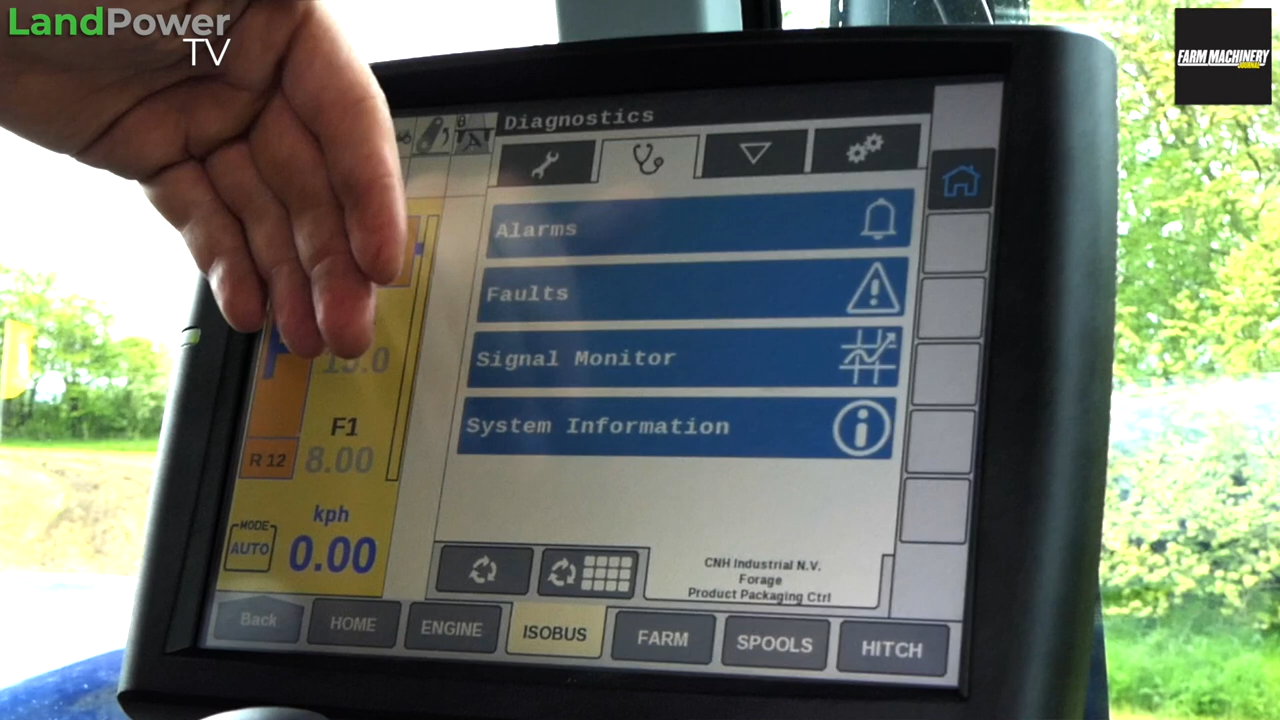 LandPower
TV
FARM MACHINERY
JOURNAL
Diagnostics
Alarms
Faults
Signal Monitor
System Information
F
F1
R 12
8.00
kph
MODE
AUTO
0.00
CNH Industrial N.V.
Forage
Product Packaging Ctrl
Back
HOME
ENGINE
ISOBUS
FARM
SPOOLS
HITCH